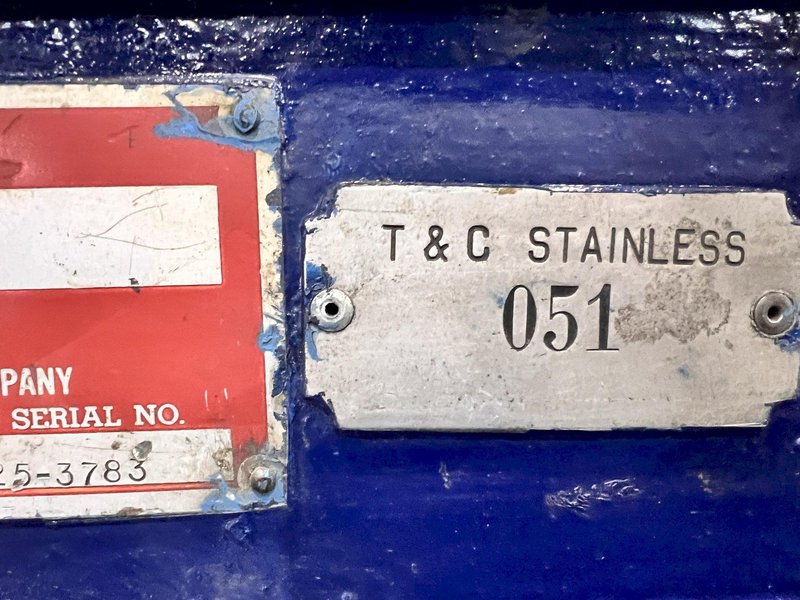 PANY
SERIAL NO.
25-3783
T & C STAINLESS
051